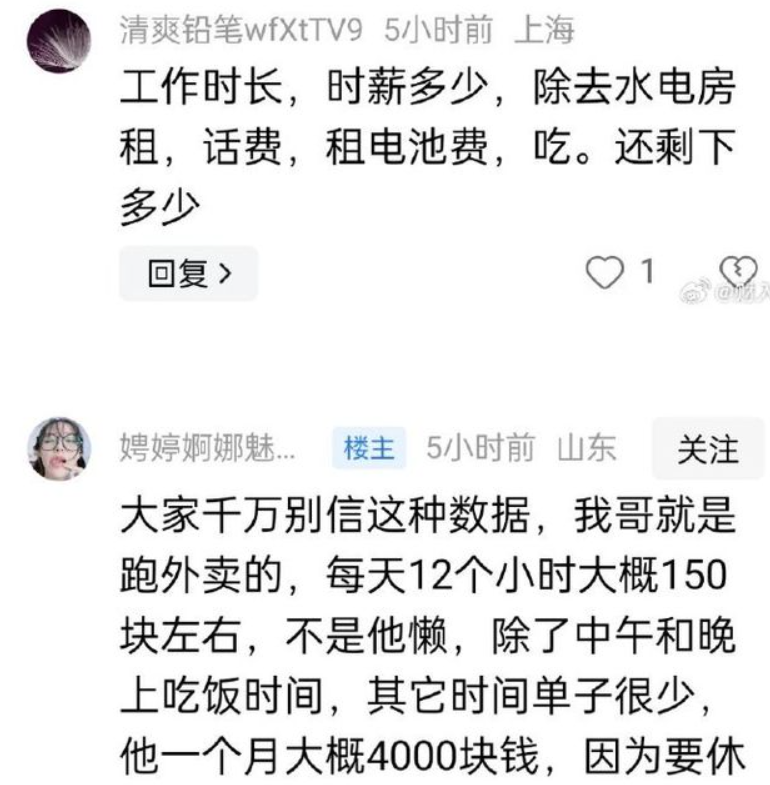 清爽铅笔wfXtTV9 5小时前 上海
工作时长，时薪多少，除去水电房
租，话费，租电池费，吃。还剩下
多少
回复 >
1
娉婷婀娜魅... 楼主 5小时前 山东 关注
大家千万别信这种数据，我哥就是
跑外卖的，每天12个小时大概150
块左右，不是他懒，除了中午和晚
上吃饭时间，其它时间单子很少，
他一个月大概4000块钱，因为要休